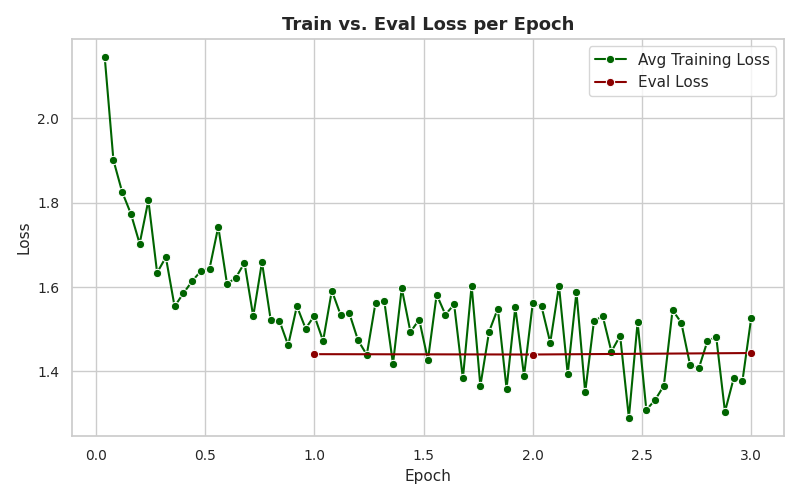 Train vs. Eval Loss per Epoch
Avg Training Loss
Eval Loss
Loss
2.0
1.8
1.6
1.4
0.0 0.5 1.0 1.5 2.0 2.5 3.0
Epoch